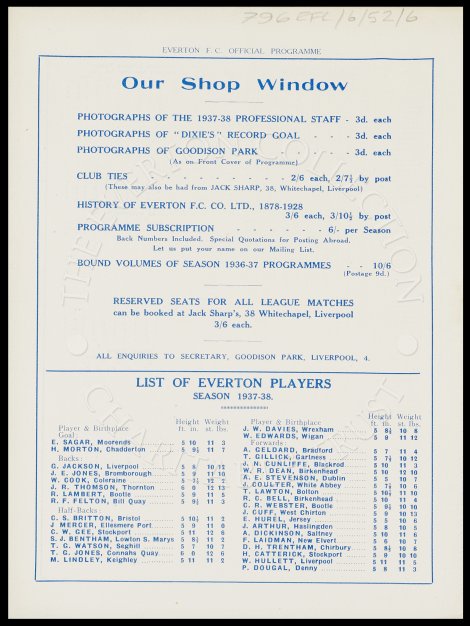 796 EFC/6/52/6
EVERTON F.C. OFFICIAL PROGRAMME
Our Shop Window
PHOTOGRAPHS OF THE 1937-38 PROFESSIONAL STAFF - 3d. each
PHOTOGRAPHS OF "DIXIE'S" RECORD GOAL - - - 3d. each
PHOTOGRAPHS OF GOODISON PARK - - - - 3d. each
(As on Front Cover of Programme)
CLUB TIES - - - - - - - - 2/6 each, 2/7½ by post
(These may also be had from JACK SHARP, 38, Whitechapel, Liverpool)
HISTORY OF EVERTON F.C. CO. LTD., 1878-1928
3/6 each, 3/10½ by post
PROGRAMME SUBSCRIPTION - - - - - - 6/- per Season
Back Numbers Included. Special Quotations for Posting Abroad.
Let us put your name on our Mailing List.
BOUND VOLUMES OF SEASON 1936-37 PROGRAMMES - - 10/6
(Postage 9d.)
RESERVED SEATS FOR ALL LEAGUE MATCHES
can be booked at Jack Sharp's, 38 Whitechapel, Liverpool
3/6 each.
ALL ENQUIRIES TO SECRETARY, GOODISON PARK, LIVERPOOL, 4.
LIST OF EVERTON PLAYERS
SEASON 1937-38.
Player & Birthplace Height ft. in. Weight st. lbs.
Goal
E. SAGAR, Moorends 5 10 11 3
H. MORTON, Chadderton 5 9½ 11 7
Backs:
G. JACKSON, Liverpool 5 8 10 12
J. E. JONES, Bromborough 5 9 11 10
W. COOK, Coleraine 5 7½ 12
J. R. THOMSON, Thornton 6 0 12 13
R. LAMBERT, Bootle 5 9 11 5
R. F. FELTON, Bill Quay 5 9½ 11 3
Half-Backs:
C. S. BRITTON, Bristol 5 10½ 11 2
J MERCER, Ellesmere Port 5 9 11 0
C. W. GEE, Stockport 5 11 12 6
S. J. BENTHAM, Lowton S. Marys 5 8½ 11 2
T. G. WATSON, Seghill 5 7 10 7
T. G. JONES, Connahs Quay 6 0 12 6
M. LINDLEY, Keighley 5 11 11 2
Player & Birthplace Height ft. in. Weight st. lbs.
J. W. DAVIES, Wrexham 5 8½ 10 8
W. EDWARDS, Wigan 5 9 11 12
Forwards:
A. GELDARD, Bradford 5 7 11 4
T. GILLICK, Gartness 5 7½ 10 12
J. N. CUNLIFFE, Blackrod 5 10 11 3
W. R. DEAN, Birkenhead 5 10 12 10
A. E. STEVENSON, Dublin 5 5 10 7
J. COULTER, White Abbey 5 7½ 10 6
T. LAWTON, Bolton 5 10½ 11 10
R. C. BELL, Birkenhead 5 10 11 4
C. R. WEBSTER, Bootle 5 9½ 10 10
J. CUFF, West Chirton 5 9 10 13
E. HUREL, Jersey 5 5 10 6
J. ARTHUR, Haslingden 5 8 10 5
A. DICKINSON, Saltney 5 10 11 6
F. LAIDMAN, New Elvert 5 6 10 7
D. H. TRENTHAM, Chirbury 5 8½ 10 8
H. CATTERICK, Stockport 5 9 10 10
W. HULLETT, Liverpool 5 11 11 5
P. DOUGAL, Denny 5 8 11 3